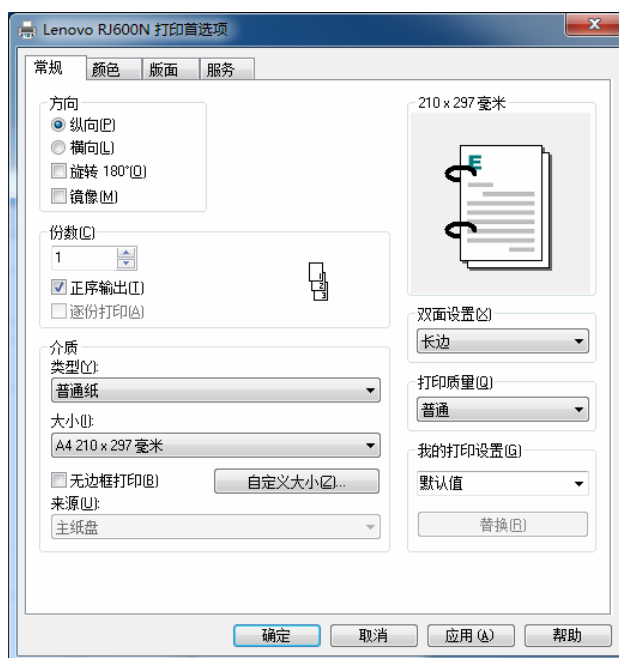 Lenovo RJ600N 打印首选项
常规 颜色 版面 服务
方向
纵向(P)
横向(L)
旋转 180°(O)
镜像(M)
210 x 297 毫米
E
份数(C)
1
正序输出(T)
逐份打印(A)
1
2
3
双面设置(X)
长边
介质
类型(Y):
普通纸
大小(I):
A4 210 x 297 毫米
无边框打印(B)
自定义大小(Z)...
来源(U):
主纸盘
打印质量(Q)
普通
我的打印设置(G)
默认值
替换(R)
确定 取消 应用(A) 帮助